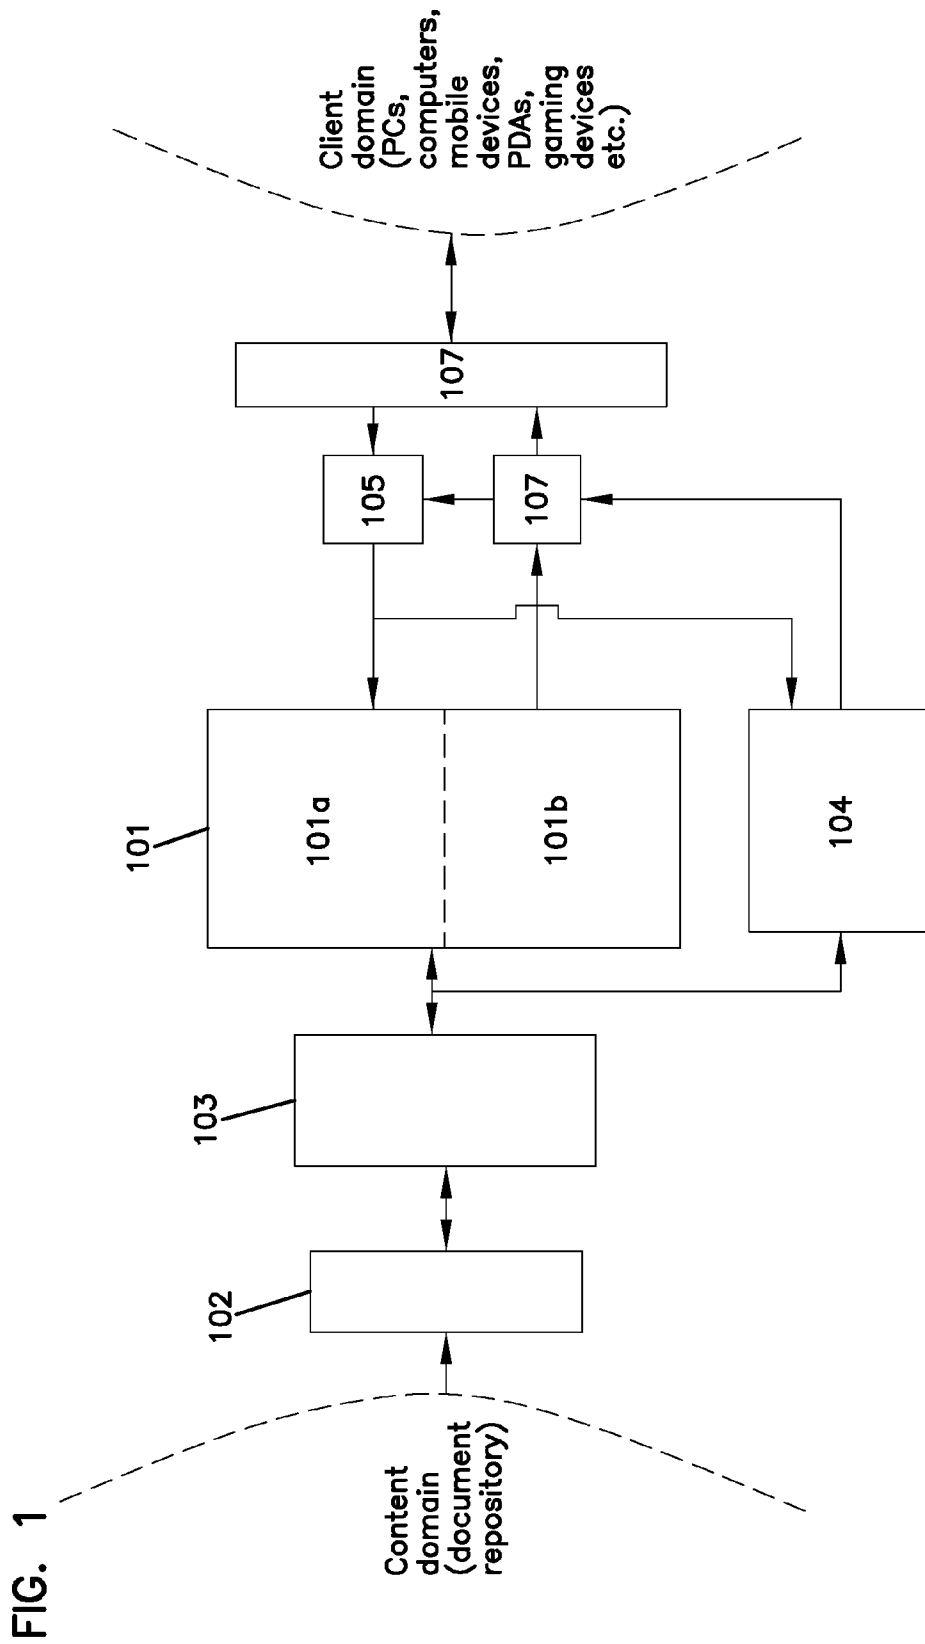 FIG. 1
Content
domain
(document
repository)
102
103
101
101a
101b
104
105
107
107
Client
domain
(PCs,
computers,
mobile
devices,
PDAs,
gaming
devices
etc.)